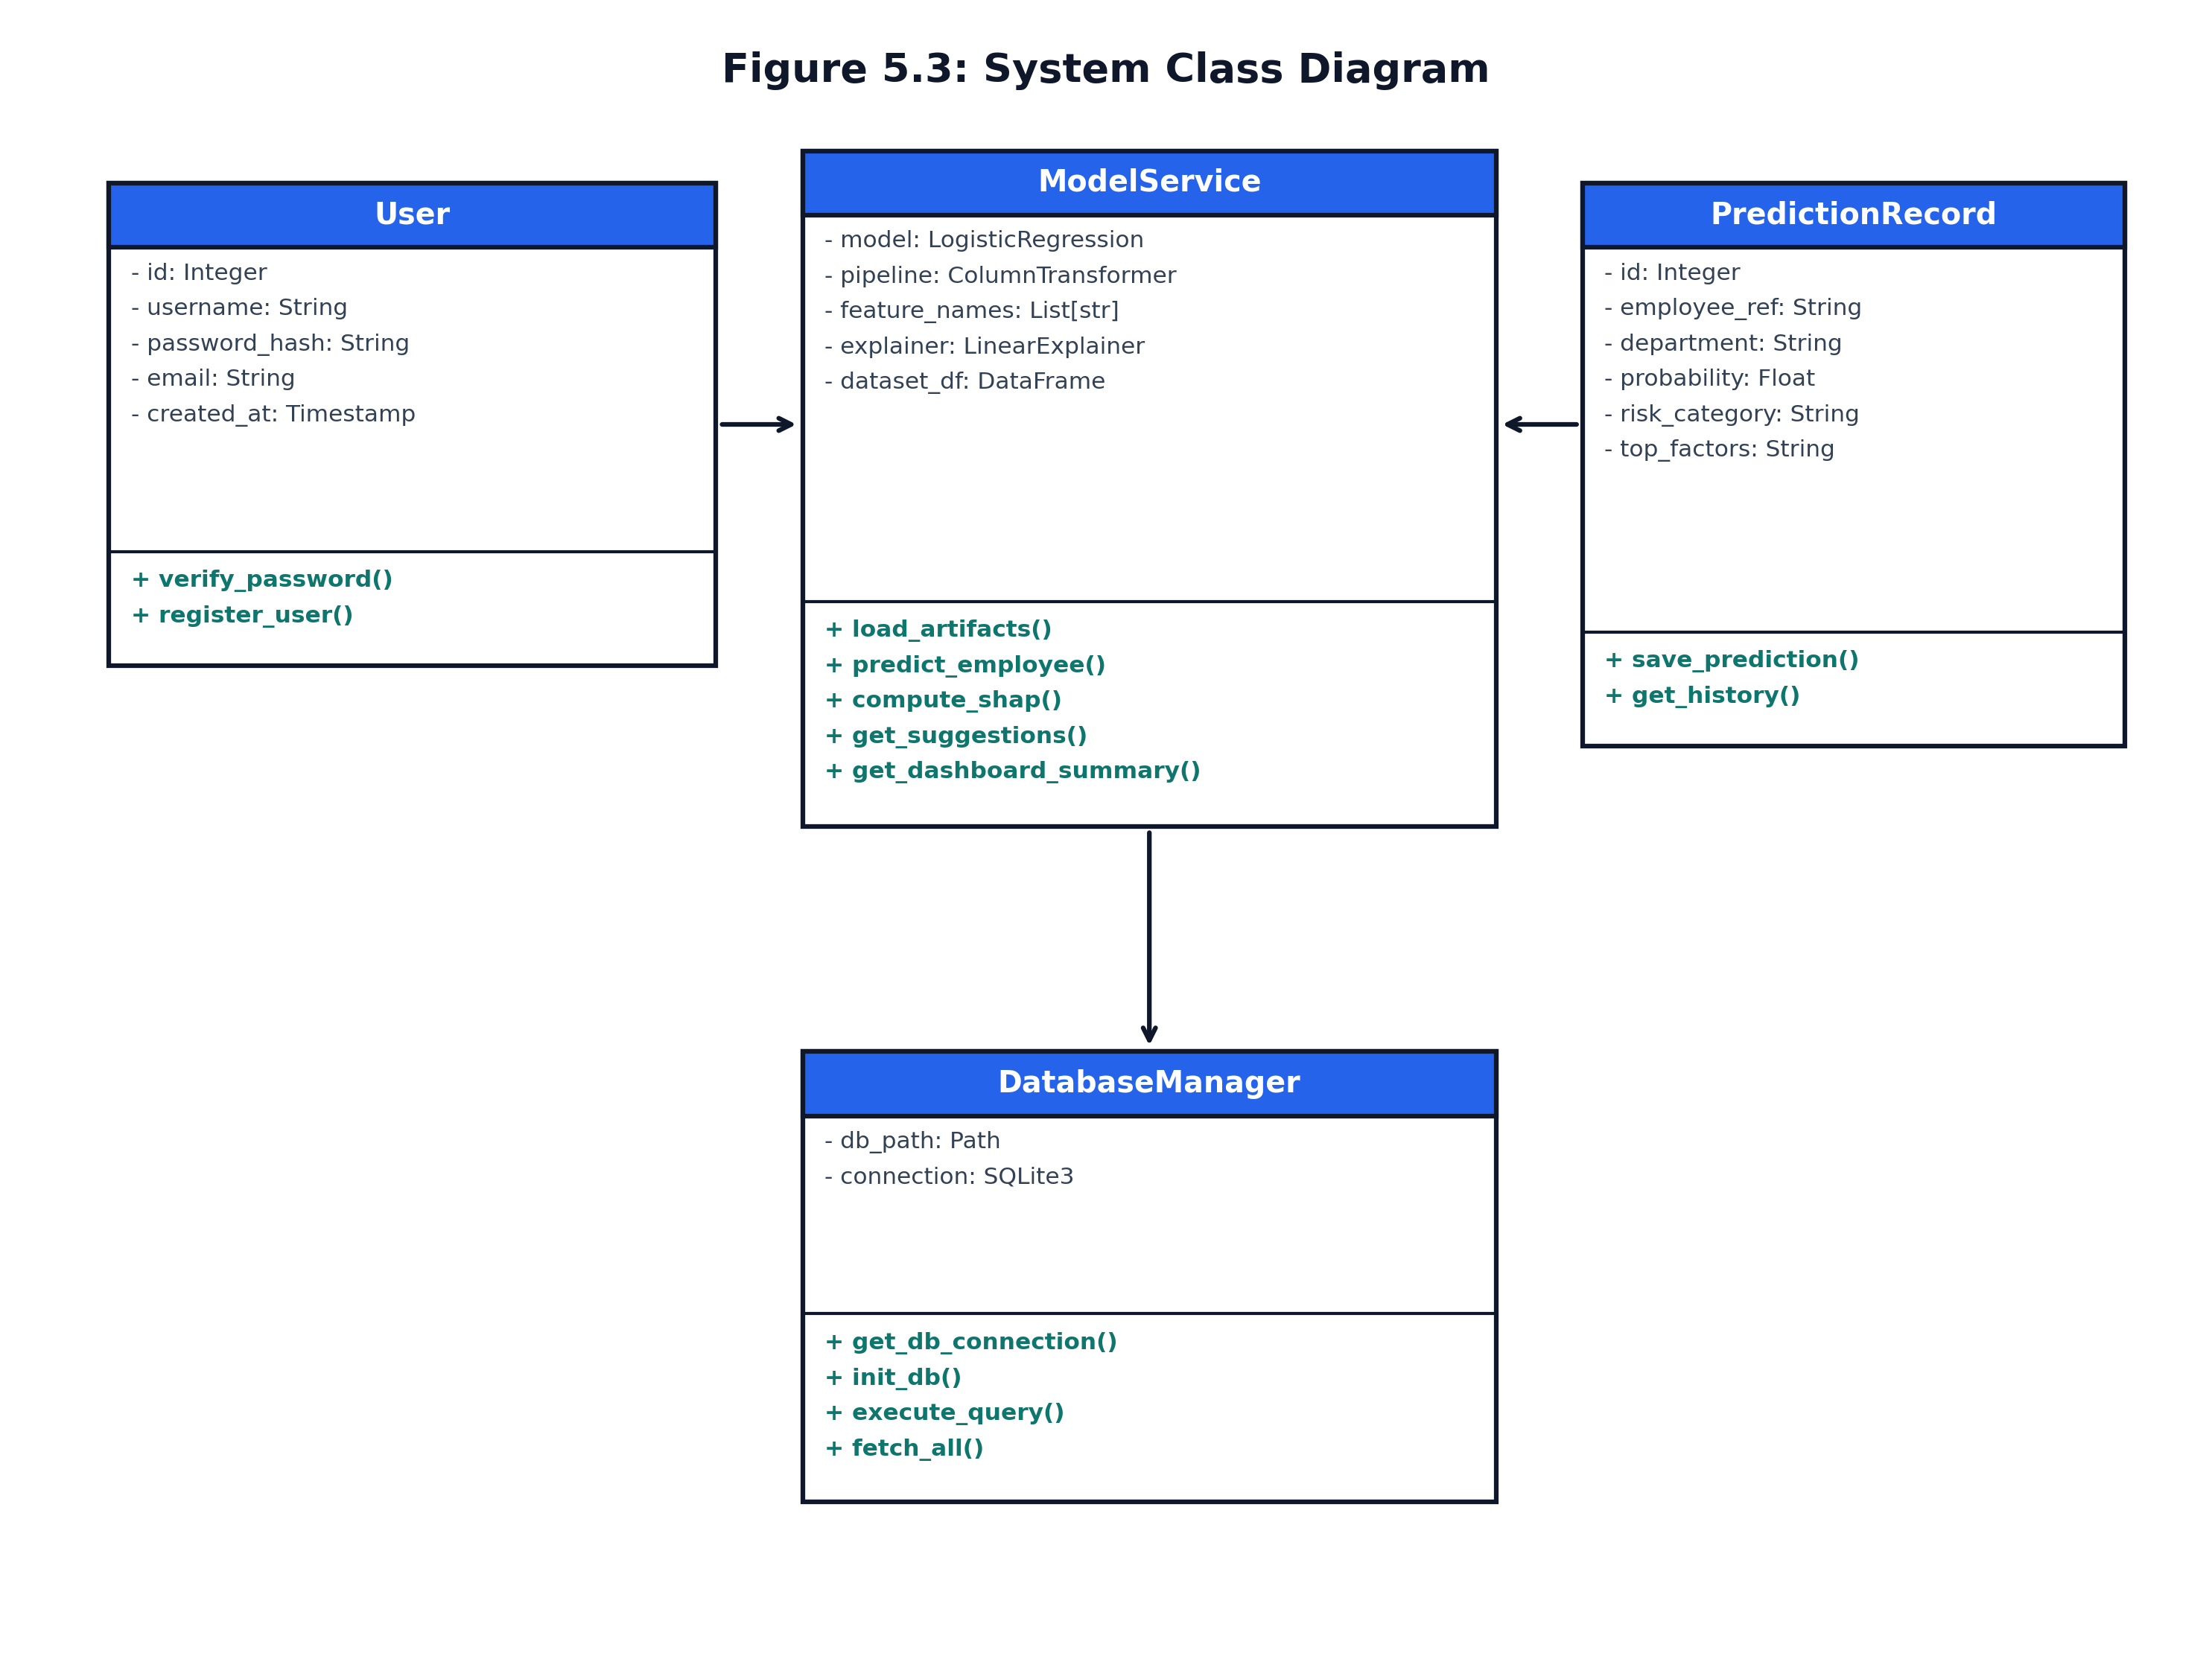 Figure 5.3: System Class Diagram
User
- id: Integer
- username: String
- password_hash: String
- email: String
- created_at: Timestamp
+ verify_password()
+ register_user()
ModelService
- model: LogisticRegression
- pipeline: ColumnTransformer
- feature_names: List[str]
- explainer: LinearExplainer
- dataset_df: DataFrame
+ load_artifacts()
+ predict_employee()
+ compute_shap()
+ get_suggestions()
+ get_dashboard_summary()
PredictionRecord
- id: Integer
- employee_ref: String
- department: String
- probability: Float
- risk_category: String
- top_factors: String
+ save_prediction()
+ get_history()
DatabaseManager
- db_path: Path
- connection: SQLite3
+ get_db_connection()
+ init_db()
+ execute_query()
+ fetch_all()